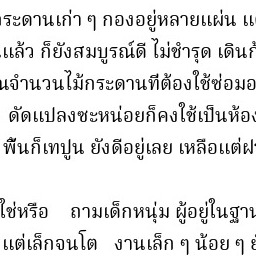 ระดานเก่า ๆ กองอยู่หลายแผ่น แ
แล้ว ก็ยังสมบูรณ์ดี ไม่ชำรุด เดินก้
นจำนวนไม้กระดานที่ต้องใช้ซ่อมอ
ดัดแปลงซะหน่อยก็คงใช้เป็นห้อง
พื้นก็เทปูน ยังดีอยู่เลย เหลือแต่ฝ
ใช่หรือ ถามเด็กหนุ่ม ผู้อยู่ในฐาน
แต่เล็กจนโต งานเล็ก ๆ น้อย ๆ ยั